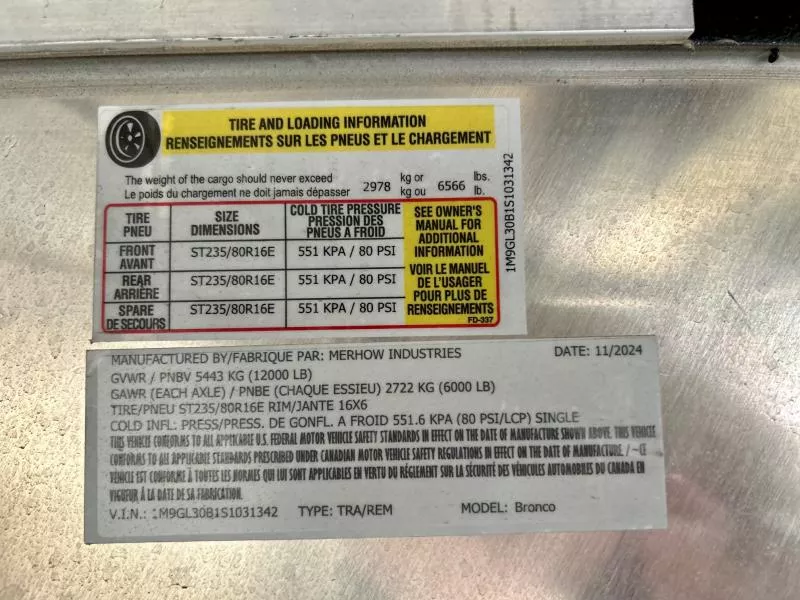 TIRE AND LOADING INFORMATION
RENSEIGNEMENTS SUR LES PNEUS ET LE CHARGEMENT
The weight of the cargo should never exceed 2978 kg or 6566 lbs.
Le poids du chargement ne doit jamais dépasser kg ou lb.
TIRE PNEU
SIZE DIMENSIONS
COLD TIRE PRESSURE PRESSION DES PNEUS A FROID
FRONT AVANT ST235/80R16E 551 KPA / 80 PSI
REAR ARRIÈRE ST235/80R16E 551 KPA / 80 PSI
SPARE DE SECOURS ST235/80R16E 551 KPA / 80 PSI
SEE OWNER'S
MANUAL FOR
ADDITIONAL
INFORMATION
VOIR LE MANUEL
DE L'USAGER
POUR PLUS DE
RENSEIGNEMENTS
FD-337
1M9GL30B1S1031342
MANUFACTURED BY/FABRIQUE PAR: MERHOW INDUSTRIES DATE: 11/2024
GVWR / PNBV 5443 KG (12000 LB)
GAWR (EACH AXLE) / PNBE (CHAQUE ESSIEU) 2722 KG (6000 LB)
TIRE/PNEU ST235/80R16E RIM/JANTE 16X6
COLD INFL: PRESS/PRESS. DE GONFL. A FROID 551.6 KPA (80 PSI/LCP) SINGLE
THIS VEHICLE CONFORMS TO ALL APPLICABLE U.S. FEDERAL MOTOR VEHICLE SAFETY STANDARDS IN EFFECT ON THE DATE OF MANUFACTURE SHOWN ABOVE. THIS VEHICLE
CONFORMS TO ALL APPLICABLE STANDARDS PRESCRIBED UNDER CANADIAN MOTOR VEHICLE SAFETY REGULATIONS IN EFFECT ON THE DATE OF MANUFACTURE. / ~CE
VÉHICLE EST CONFORME À TOUTES LES NORMES QUI LUI SONT APPLICABLES EN VERTU DU RÉGLEMENT SUR LA SÉCURITÉ DES VÉHICULES AUTOMOBILES DU CANADA EN
VIGUEUR À LA DATE DE SA FABRICATION.
V.I.N.: 1M9GL30B1S1031342 TYPE: TRA/REM MODEL: Bronco